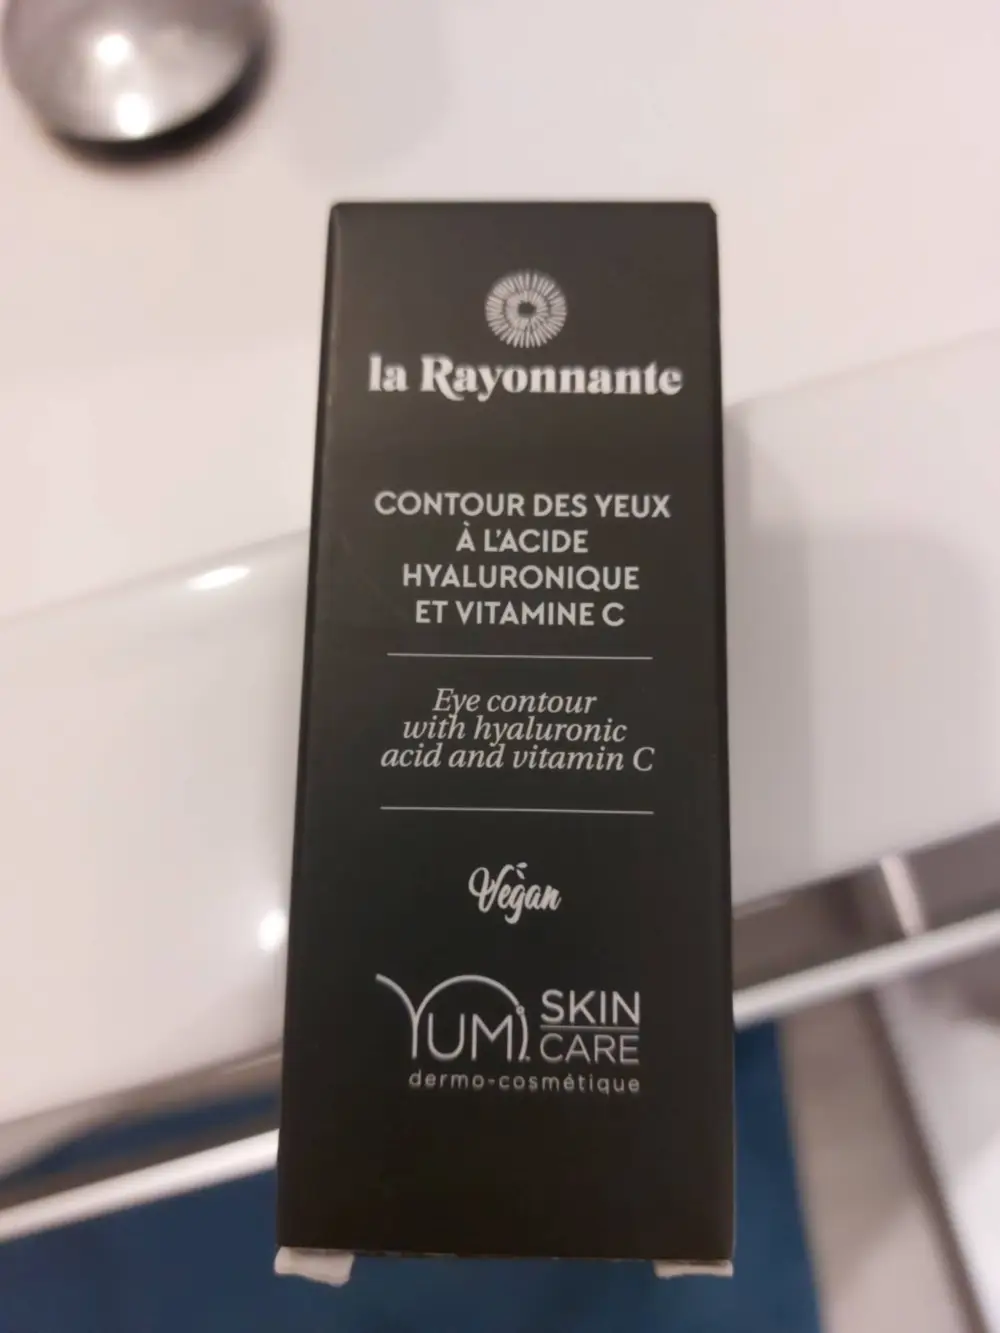 la Rayonnante
CONTOUR DES YEUX
À L'ACIDE
HYALURONIQUE
ET VITAMINE C
Eye contour
with hyaluronic
acid and vitamin C
Vegan
YUMI SKIN
CARE
dermo-cosmétique